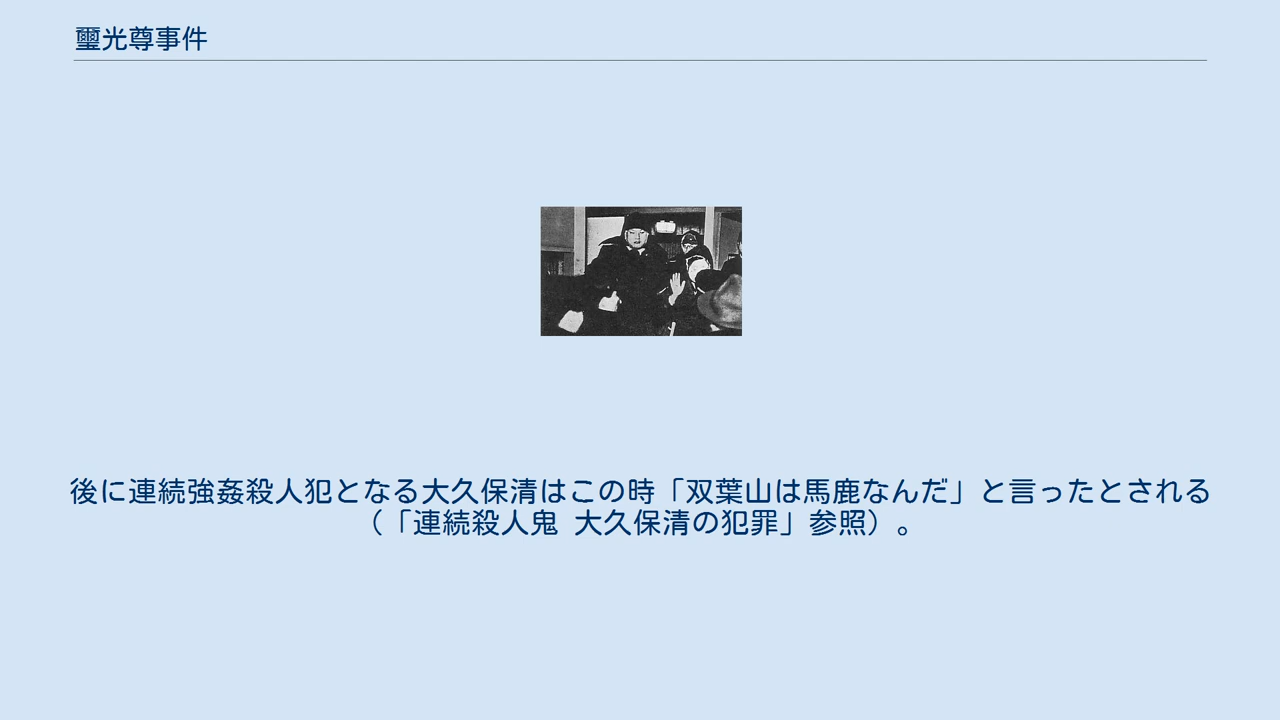 璽光尊事件
後に連続強姦殺人犯となる大久保清はこの時「双葉山は馬鹿なんだ」と言ったとされる
（「連続殺人鬼 大久保清の犯罪」参照）。